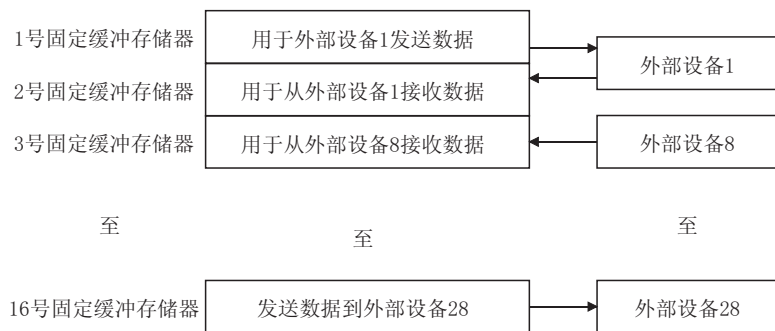 1号固定缓冲存储器
用于外部设备1发送数据
外部设备1
2号固定缓冲存储器
用于从外部设备1接收数据
3号固定缓冲存储器
用于从外部设备8接收数据
外部设备8
至
至
至
16号固定缓冲存储器
发送数据到外部设备28
外部设备28